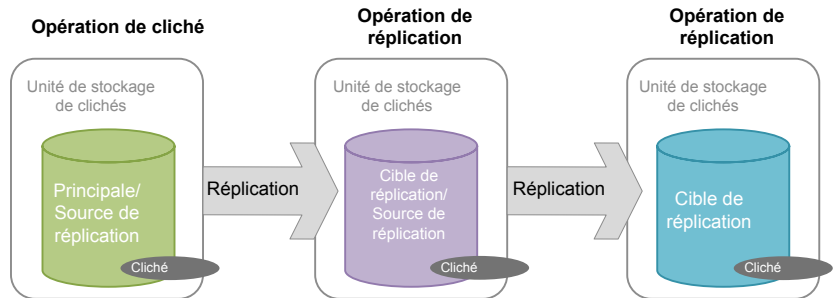 Opération de cliché
Unité de stockage
de clichés
Principale/
Source de
réplication
Cliché
Réplication
Opération de
réplication
Unité de stockage
de clichés
Cible de
réplication/
Source de
réplication
Cliché
Réplication
Opération de
réplication
Unité de stockage
de clichés
Cible de
réplication
Cliché